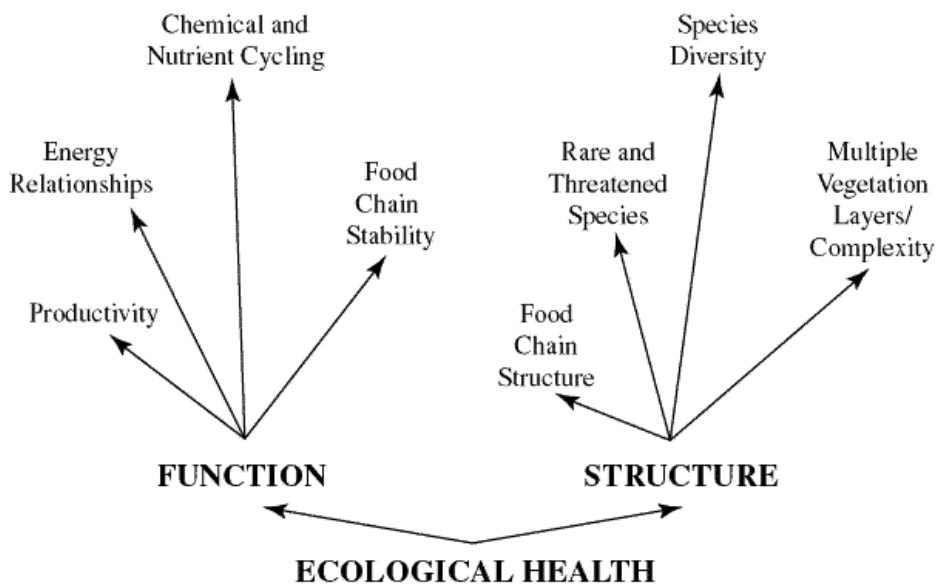 Chemical and
Nutrient Cycling
Energy
Relationships
Food
Chain
Stability
Productivity
Species
Diversity
Rare and
Threatened
Species
Multiple
Vegetation
Layers/
Complexity
Food
Chain
Structure
FUNCTION
STRUCTURE
ECOLOGICAL HEALTH